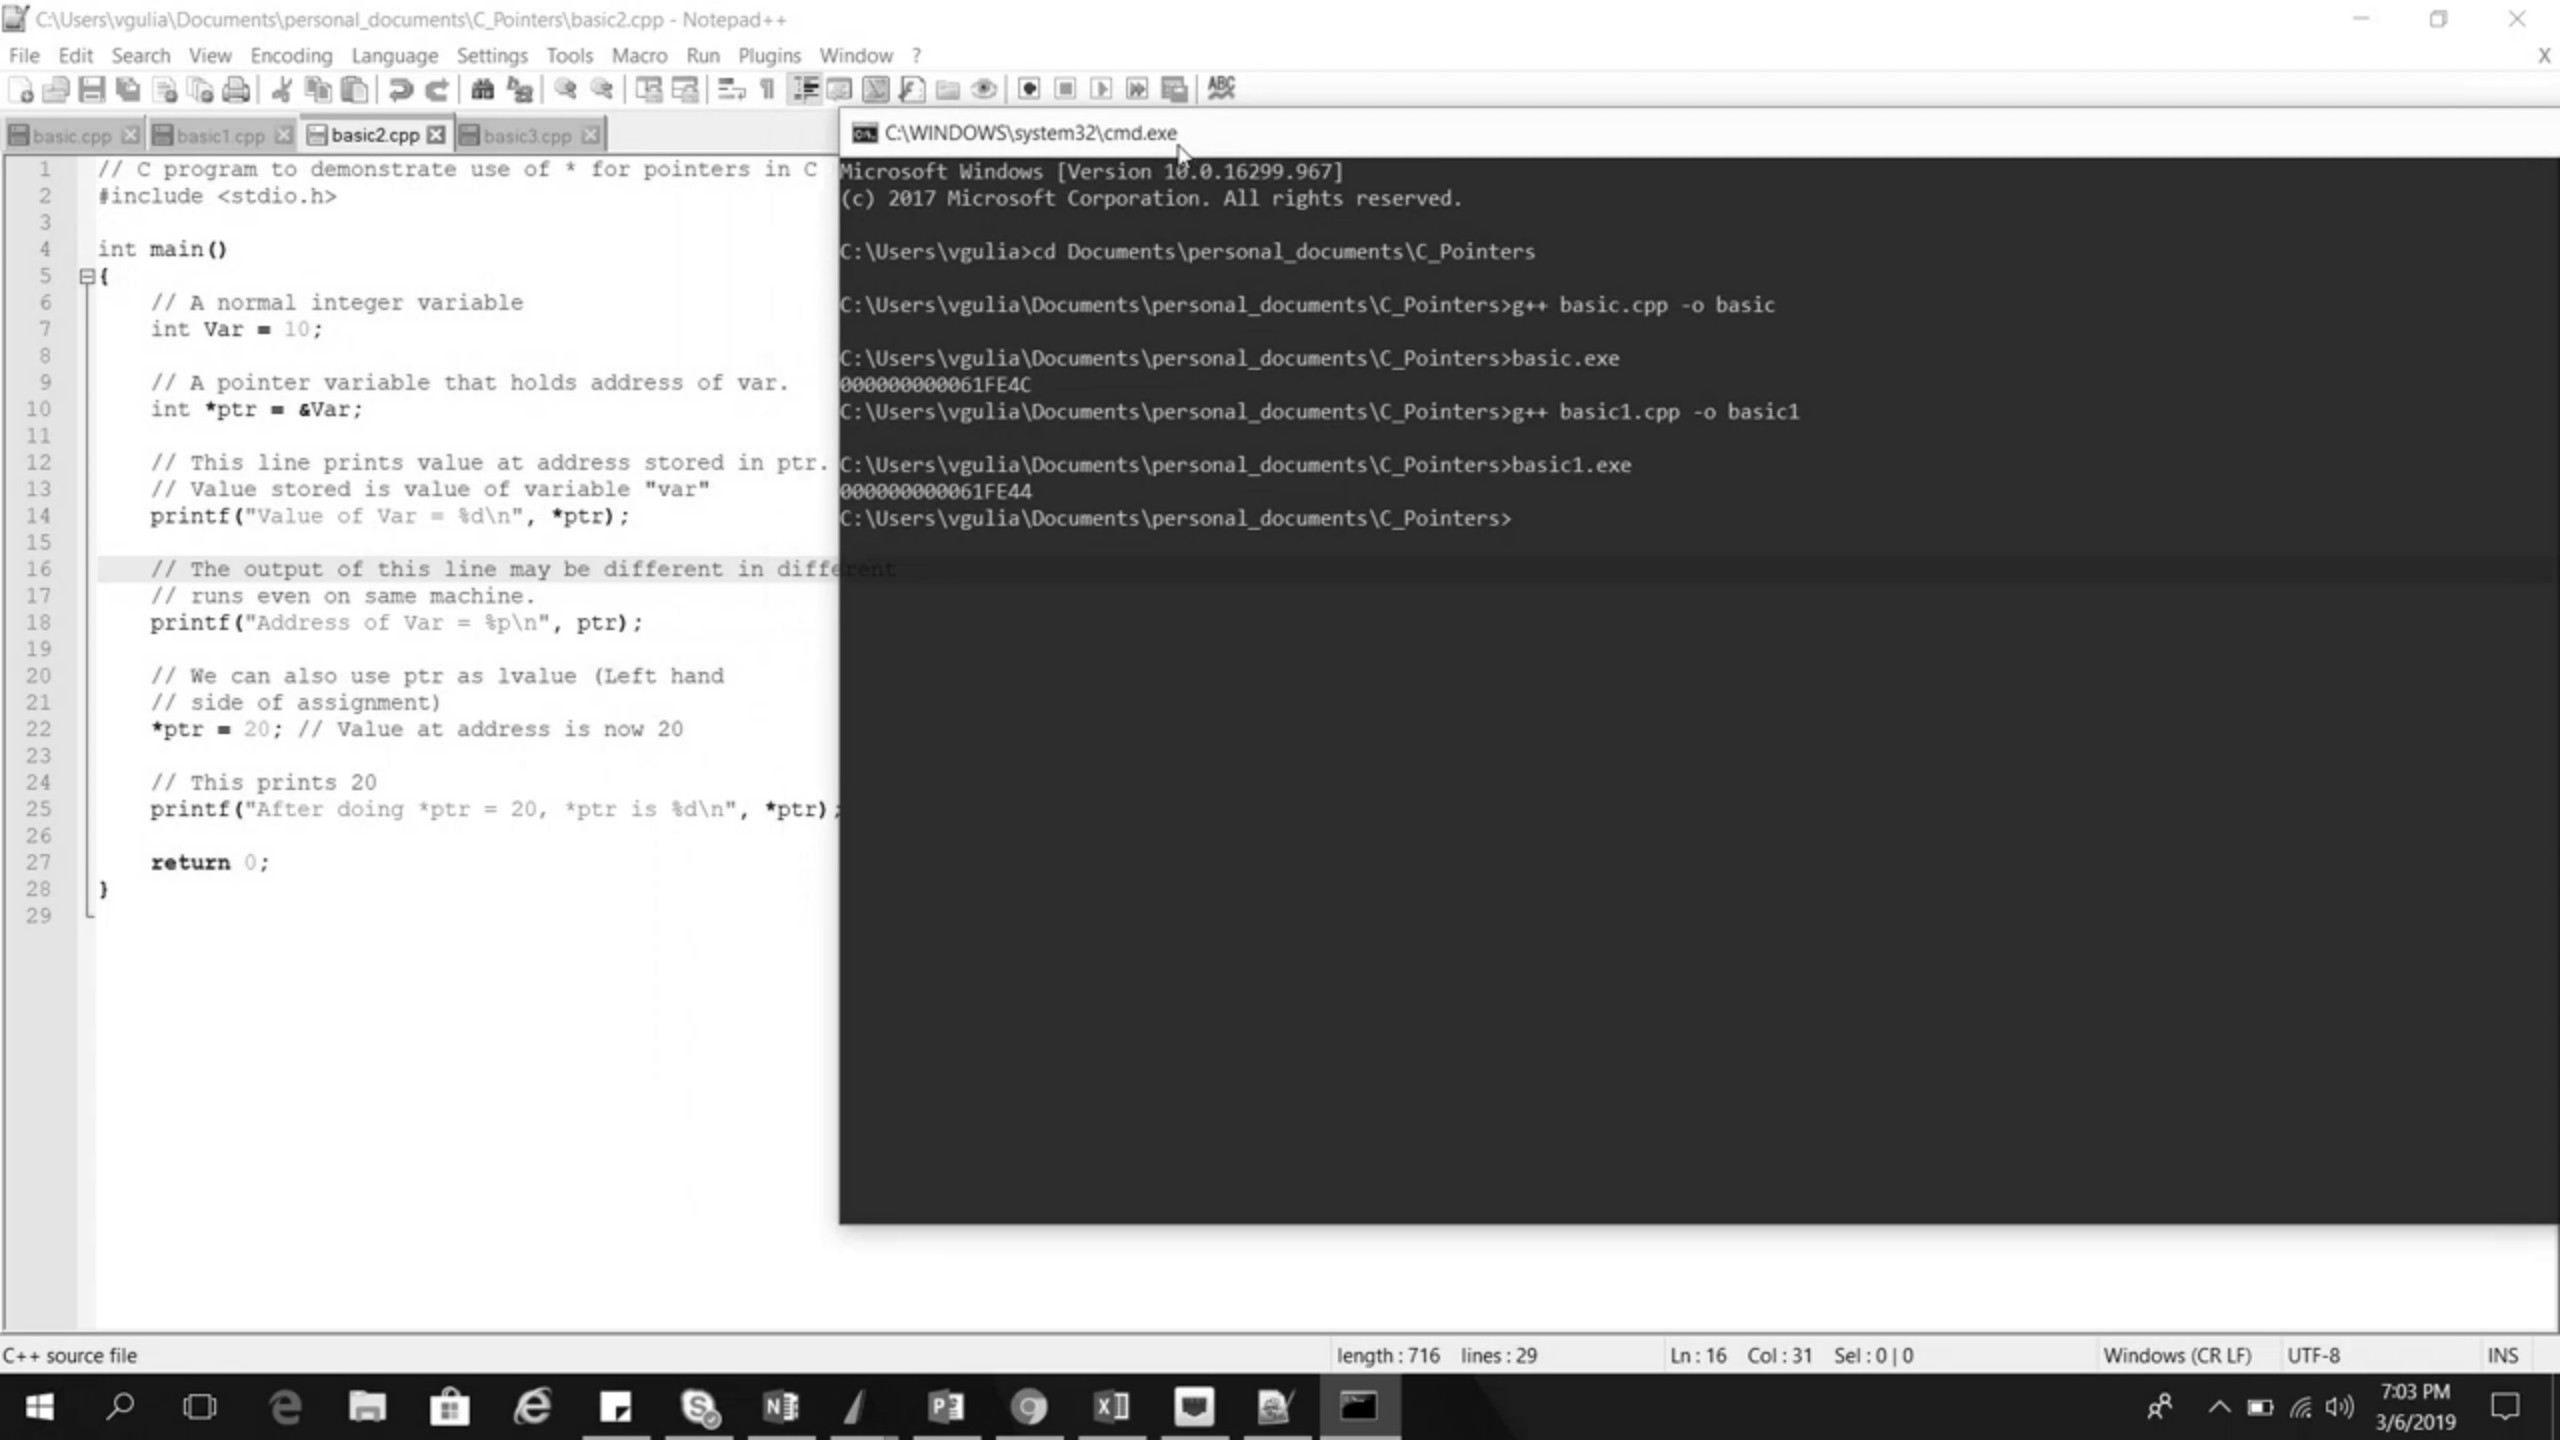 C:\Users\vgulia\Documents\personal_documents\C_Pointers\basic2.cpp - Notepad++
File Edit Search View Encoding Language Settings Tools Macro Run Plugins Window ?
X
ABC
basic.cpp basic1.cpp basic2.cpp basic3.cpp
1 // C program to demonstrate use of * for pointers in C
2 #include <stdio.h>
3
4 int main()
5 {
6 // A normal integer variable
7 int Var = 10;
8
9 // A pointer variable that holds address of var.
10 int *ptr = &Var;
11
12 // This line prints value at address stored in ptr.
13 // Value stored is value of variable "var"
14 printf("Value of Var = %d\n", *ptr);
15
16 // The output of this line may be different in different
17 // runs even on same machine.
18 printf("Address of Var = %p\n", ptr);
19
20 // We can also use ptr as lvalue (Left hand
21 // side of assignment)
22 *ptr = 20; // Value at address is now 20
23
24 // This prints 20
25 printf("After doing *ptr = 20, *ptr is %d\n", *ptr);
26
27 return 0;
28 }
29
C:\WINDOWS\system32\cmd.exe
Microsoft Windows [Version 10.0.16299.967]
(c) 2017 Microsoft Corporation. All rights reserved.
C:\Users\vgulia>cd Documents\personal_documents\C_Pointers
C:\Users\vgulia\Documents\personal_documents\C_Pointers>g++ basic.cpp -o basic
C:\Users\vgulia\Documents\personal_documents\C_Pointers>basic.exe
000000000061FE4C
C:\Users\vgulia\Documents\personal_documents\C_Pointers>g++ basic1.cpp -o basic1
C:\Users\vgulia\Documents\personal_documents\C_Pointers>basic1.exe
000000000061FE44
C:\Users\vgulia\Documents\personal_documents\C_Pointers>
C++ source file length : 716 lines : 29 Ln : 16 Col : 31 Sel : 0 | 0 Windows (CR LF) UTF-8 INS
7:03 PM
3/6/2019